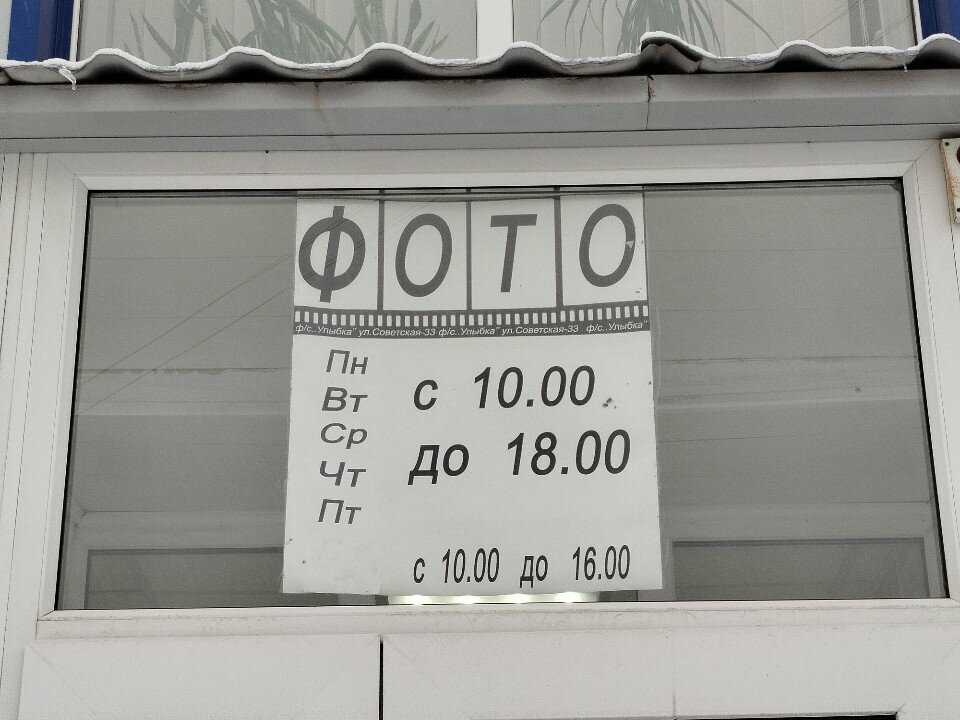 ФОТО
ф/с.„Улыбка" ул.Советская-33 ф/с.„Улыбка" ул.Советская-33 ф/с.„Улыбка"
Пн
Вт с 10.00
Ср
до 18.00
Чт
Пт
с 10.00 до 16.00